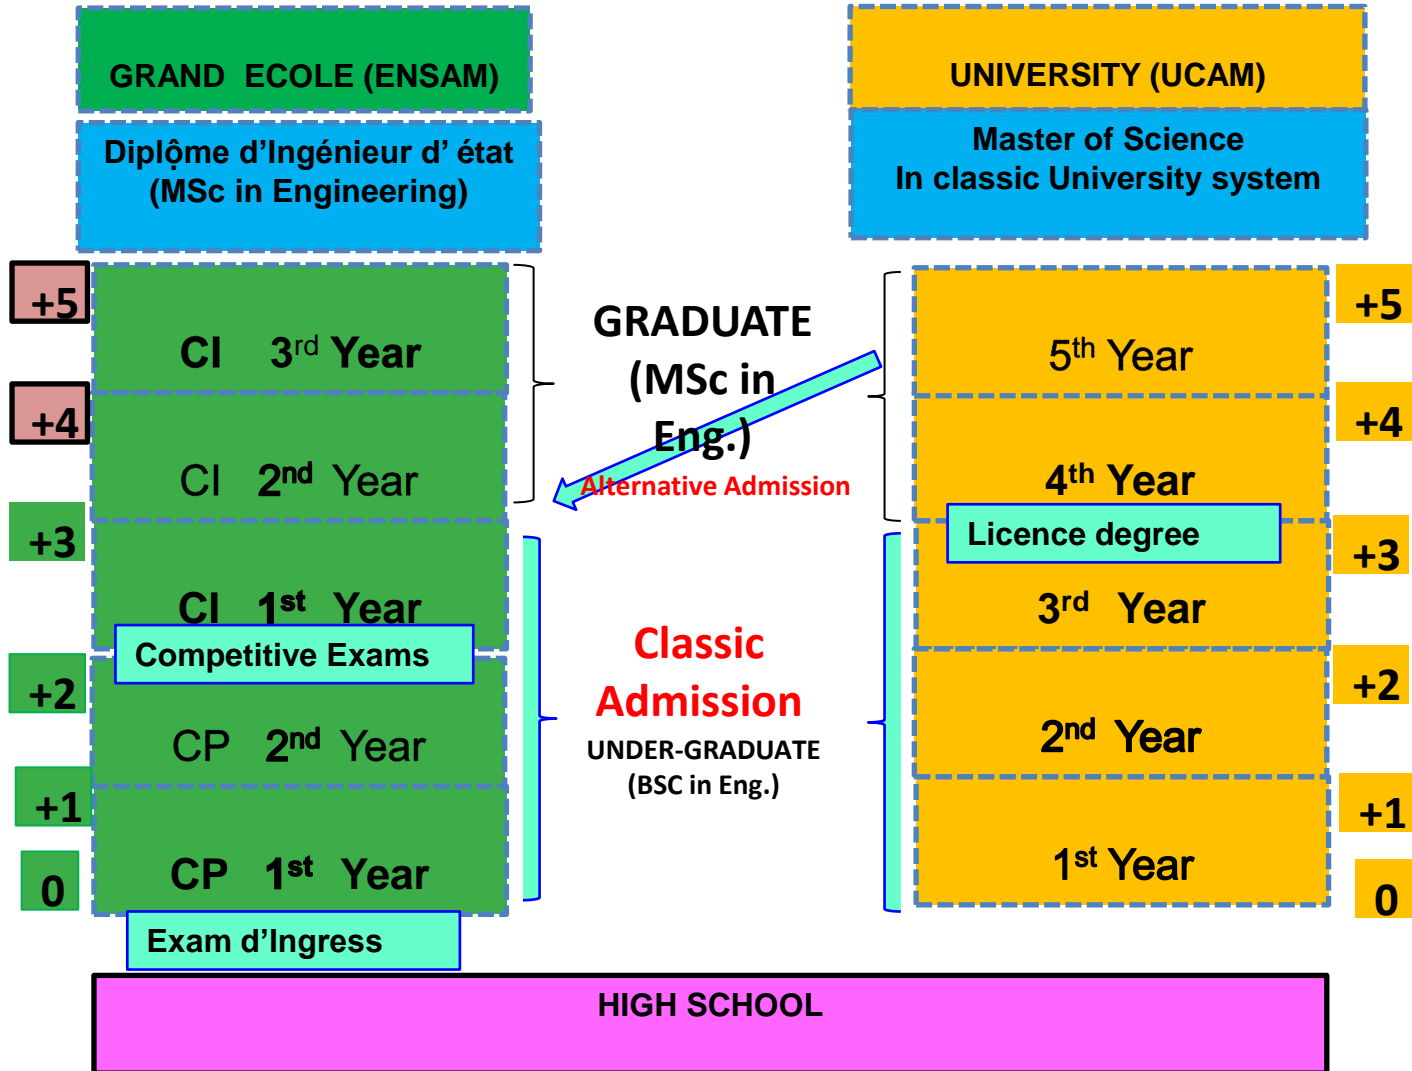 GRAND ECOLE (ENSAM)
UNIVERSITY (UCAM)
Diplộme d’Ingénieur d’ état
(MSc in Engineering)
Master of Science
In classic University system
+5
CI 3rd Year
+4
CI 2nd Year
+3
CI 1st Year
Competitive Exams
+2
CP 2nd Year
+1
CP 1st Year
0
Exam d’Ingress
GRADUATE
(MSc in
Eng.)
Alternative Admission
Classic
Admission
UNDER-GRADUATE
(BSC in Eng.)
+5
5th Year
+4
4th Year
Licence degree
+3
3rd Year
+2
2nd Year
+1
1st Year
0
HIGH SCHOOL